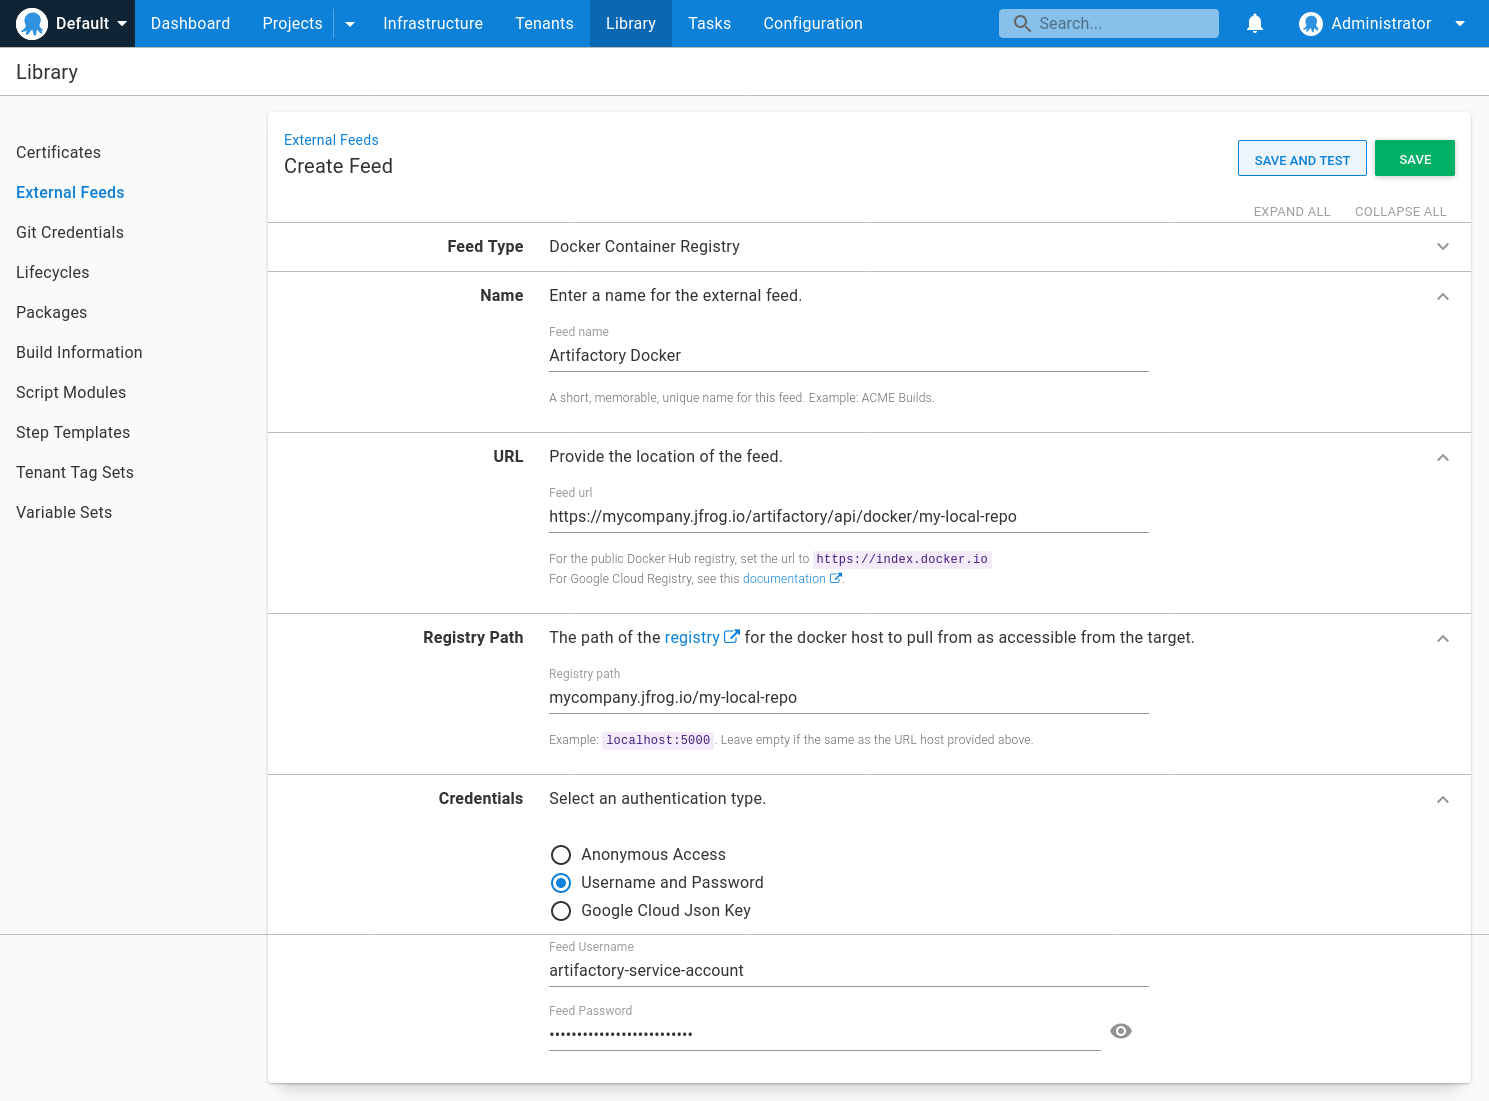 Default Dashboard Projects Infrastructure Tenants Library Tasks Configuration Search... Administrator
Library
Certificates
External Feeds
Git Credentials
Lifecycles
Packages
Build Information
Script Modules
Step Templates
Tenant Tag Sets
Variable Sets
External Feeds
Create Feed
SAVE AND TEST SAVE
EXPAND ALL COLLAPSE ALL
Feed Type Docker Container Registry
Name Enter a name for the external feed.
Feed name
Artifactory Docker
A short, memorable, unique name for this feed. Example: ACME Builds.
URL Provide the location of the feed.
Feed url
https://mycompany.jfrog.io/artifactory/api/docker/my-local-repo
For the public Docker Hub registry, set the url to https://index.docker.io
For Google Cloud Registry, see this documentation .
Registry Path The path of the registry for the docker host to pull from as accessible from the target.
Registry path
mycompany.jfrog.io/my-local-repo
Example: localhost:5000. Leave empty if the same as the URL host provided above.
Credentials Select an authentication type.
Anonymous Access
Username and Password
Google Cloud Json Key
Feed Username
artifactory-service-account
Feed Password
••••••••••••••••••••••••••